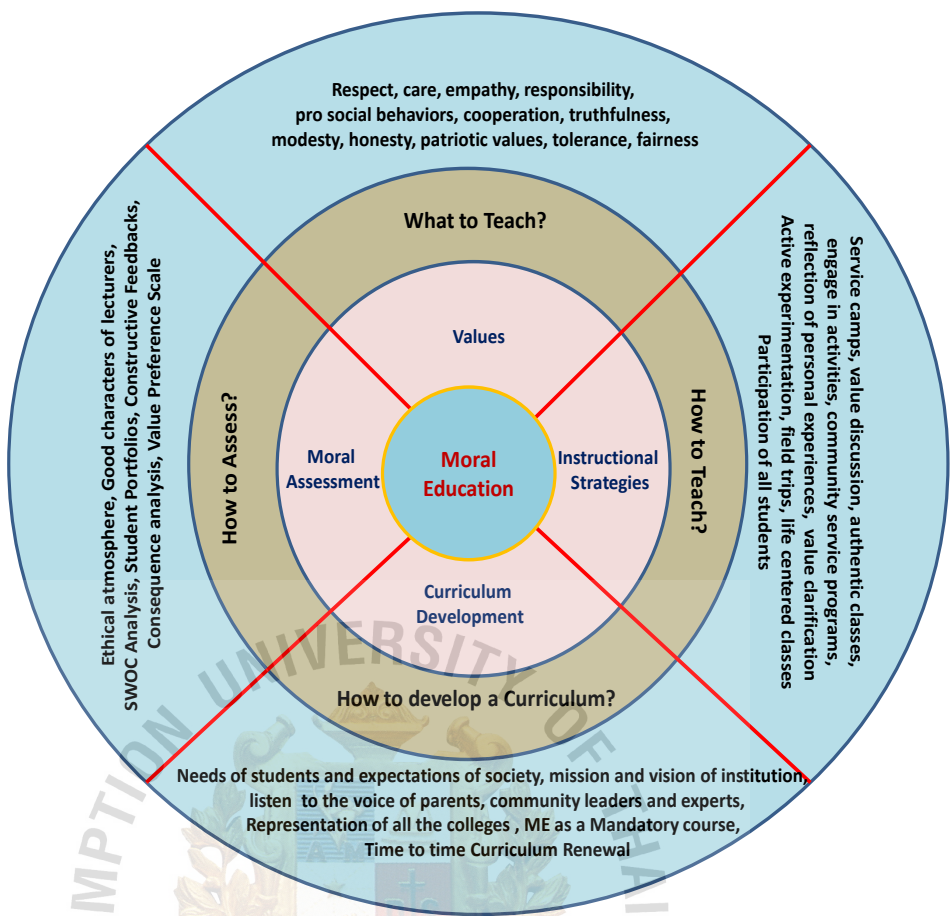 Respect, care, empathy, responsibility,
pro social behaviors, cooperation, truthfulness,
modesty, honesty, patriotic values, tolerance, fairness
What to Teach?
Values
Ethical atmosphere, Good characters of lecturers,
SWOC Analysis, Student Portfolios, Constructive Feedbacks,
Consequence analysis, Value Preference Scale
How to Assess?
Moral
Assessment
Moral
Education
Instructional
Strategies
How to Teach?
Service camps, value discussion, authentic classes,
engage in activities, community service programs,
reflection of personal experiences, value clarification
Active experimentation, field trips, life centered classes
Participation of all students
Curriculum
Development
How to develop a Curriculum?
Needs of students and expectations of society, mission and vision of institution,
listen to the voice of parents, community leaders and experts,
Representation of all the colleges , ME as a Mandatory course,
Time to time Curriculum Renewal
MPTION UNIVERSITY OF THAI